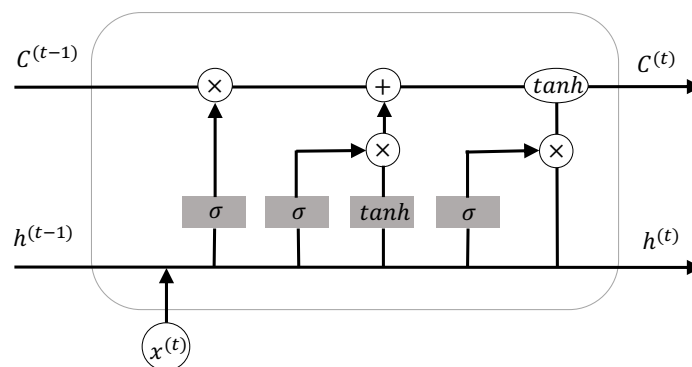 C^(t−1)
C^(t)
×
+
tanh
×
×
σ
σ
tanh
σ
h^(t−1)
h^(t)
x^(t)